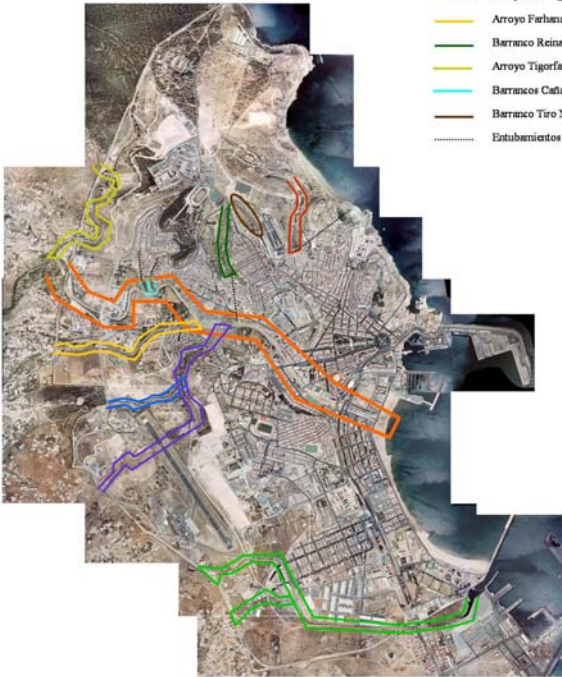 Arroyo Farhana
Barranco Reina
Arroyo Tigorfa
Barrancos Caña
Barranco Tiro N
Entubamientos